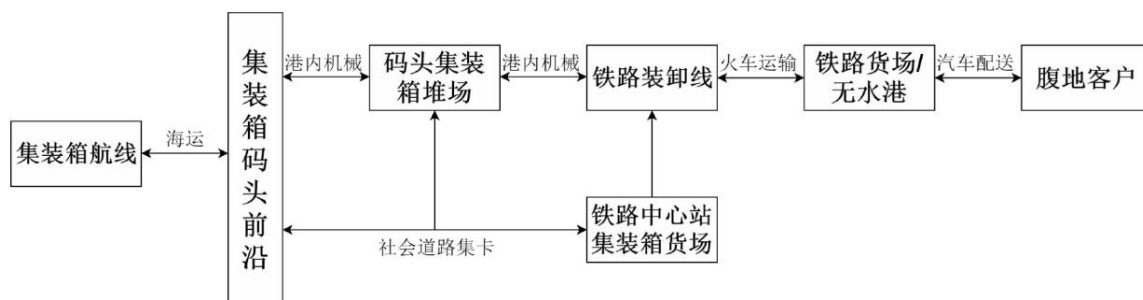 集装箱航线
海运
集装箱码头前沿
港内机械
码头集装
箱堆场
港内机械
铁路装卸线
火车运输
铁路货场/
无水港
汽车配送
腹地客户
社会道路集卡
铁路中心站
集装箱货场